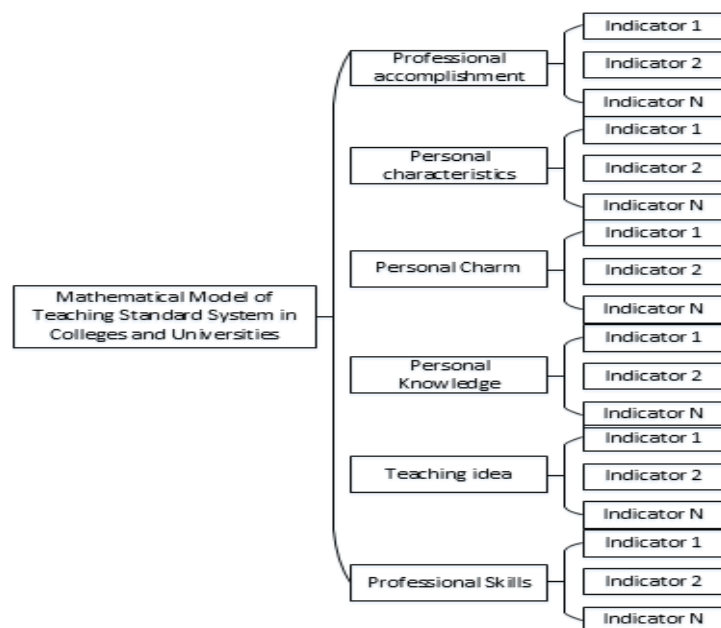 Indicator 1
Professional
accomplishment
Indicator 2
Indicator N
Indicator 1
Personal
characteristics
Indicator 2
Indicator N
Indicator 1
Personal Charm
Indicator 2
Indicator N
Mathematical Model of
Teaching Standard System in
Colleges and Universities
Indicator 1
Personal
Knowledge
Indicator 2
Indicator N
Indicator 1
Teaching idea
Indicator 2
Indicator N
Indicator 1
Professional Skills
Indicator 2
Indicator N